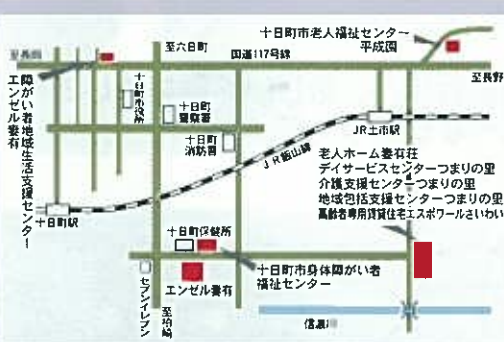 十日町市老人福祉センター
平成園
至長岡
至六日町
国道117号線
至長野
障がい者地域生活支援センター
エンゼル妻有
十日町市役所
十日町
警察署
十日町
消防署
JR飯山線
JR土市駅
老人ホーム妻有荘
デイサービスセンターつまりの里
介護支援センターつまりの里
地域包括支援センターつまりの里
高齢者専用賃貸住宅エスポワールさいわい
十日町駅
十日町保健所
十日町市身体障がい者
福祉センター
エンゼル妻有
セブンイレブン
至柏崎
信濃川